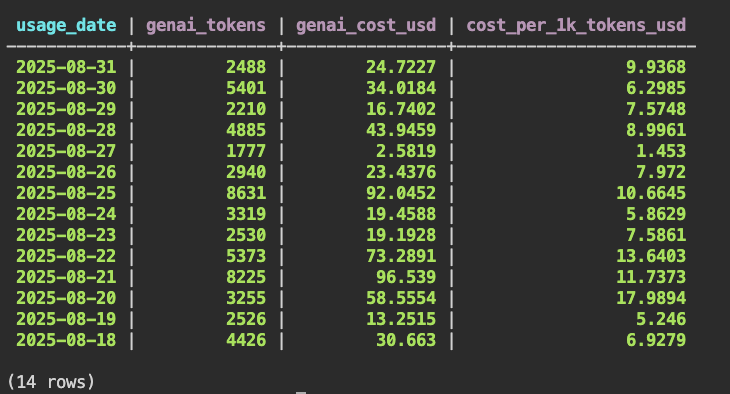 usage_date | genai_tokens | genai_cost_usd | cost_per_1k_tokens_usd
2025-08-31 | 2488 | 24.7227 | 9.9368
2025-08-30 | 5401 | 34.0184 | 6.2985
2025-08-29 | 2210 | 16.7402 | 7.5748
2025-08-28 | 4885 | 43.9459 | 8.9961
2025-08-27 | 1777 | 2.5819 | 1.453
2025-08-26 | 2940 | 23.4376 | 7.972
2025-08-25 | 8631 | 92.0452 | 10.6645
2025-08-24 | 3319 | 19.4588 | 5.8629
2025-08-23 | 2530 | 19.1928 | 7.5861
2025-08-22 | 5373 | 73.2891 | 13.6403
2025-08-21 | 8225 | 96.539 | 11.7373
2025-08-20 | 3255 | 58.5554 | 17.9894
2025-08-19 | 2526 | 13.2515 | 5.246
2025-08-18 | 4426 | 30.663 | 6.9279
(14 rows)